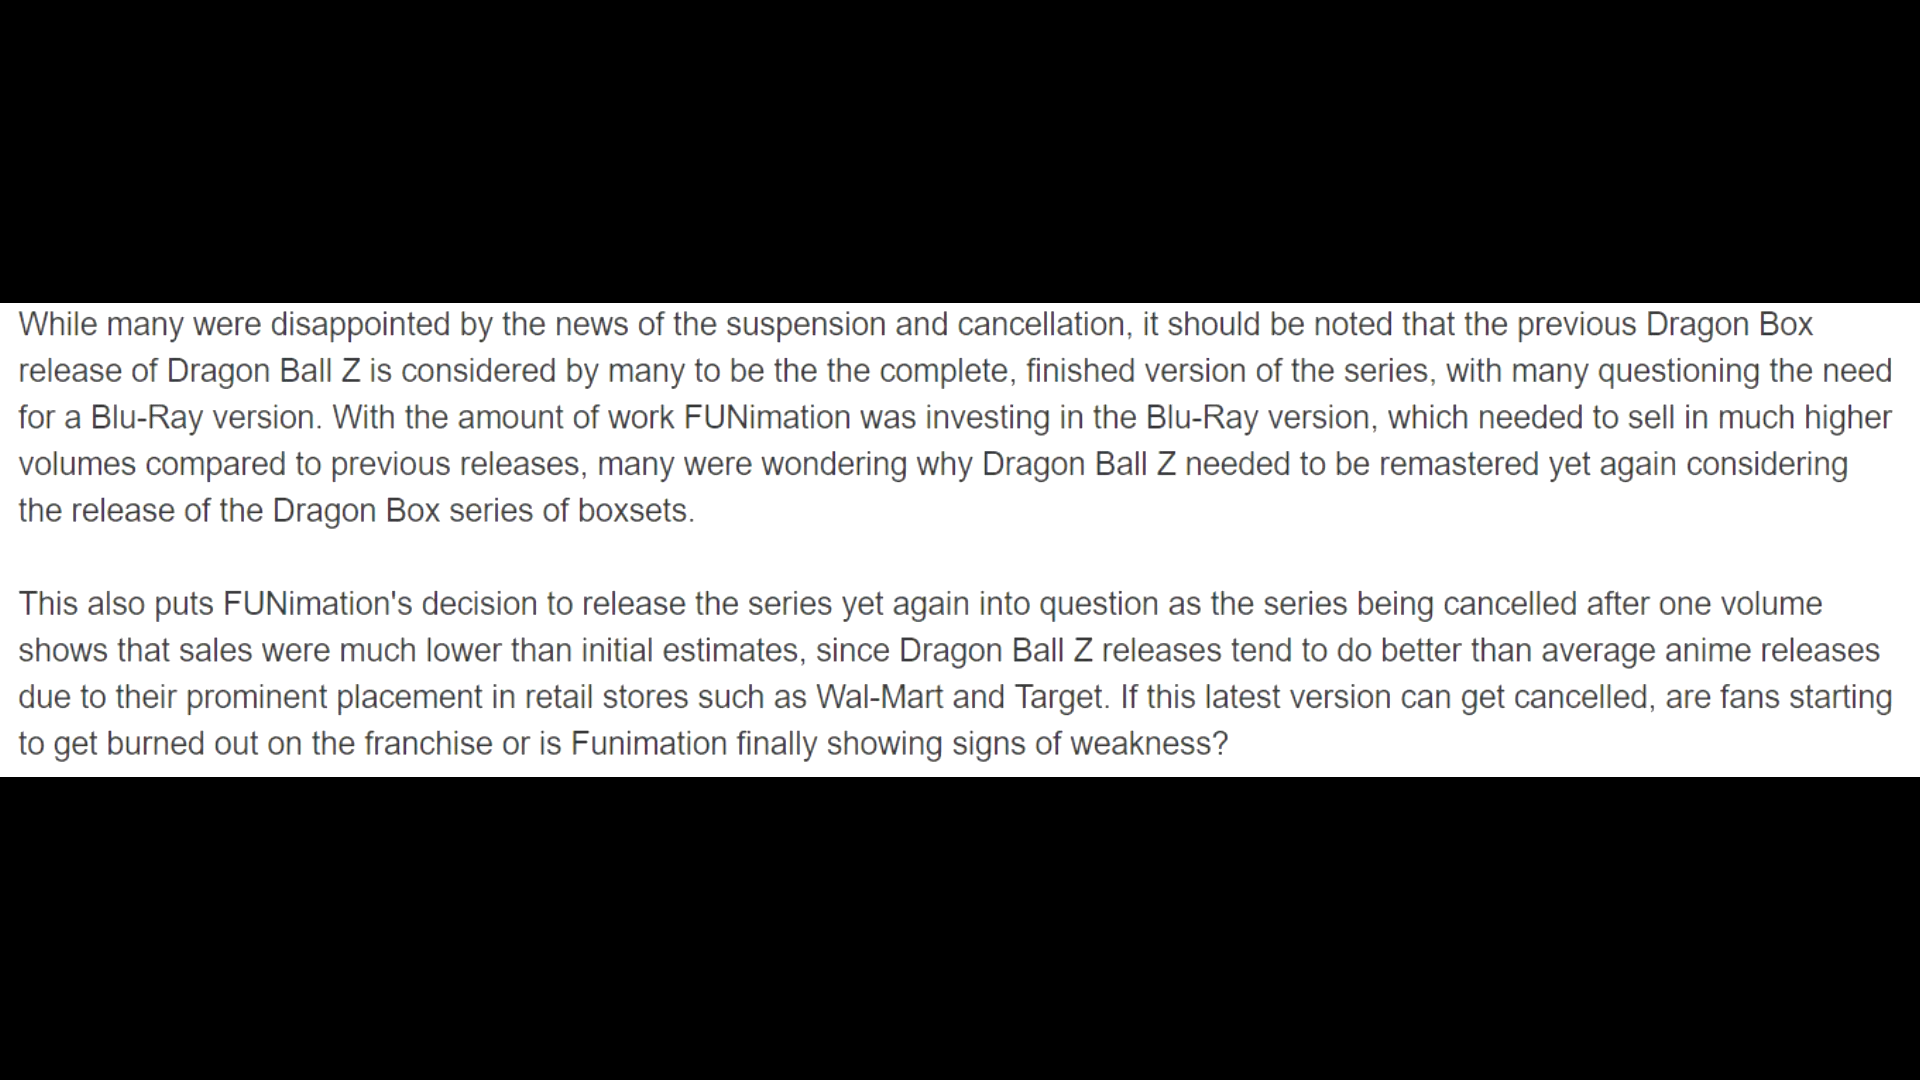 While many were disappointed by the news of the suspension and cancellation, it should be noted that the previous Dragon Box
release of Dragon Ball Z is considered by many to be the the complete, finished version of the series, with many questioning the need
for a Blu-Ray version. With the amount of work FUNimation was investing in the Blu-Ray version, which needed to sell in much higher
volumes compared to previous releases, many were wondering why Dragon Ball Z needed to be remastered yet again considering
the release of the Dragon Box series of boxsets.
This also puts FUNimation's decision to release the series yet again into question as the series being cancelled after one volume
shows that sales were much lower than initial estimates, since Dragon Ball Z releases tend to do better than average anime releases
due to their prominent placement in retail stores such as Wal-Mart and Target. If this latest version can get cancelled, are fans starting
to get burned out on the franchise or is Funimation finally showing signs of weakness?